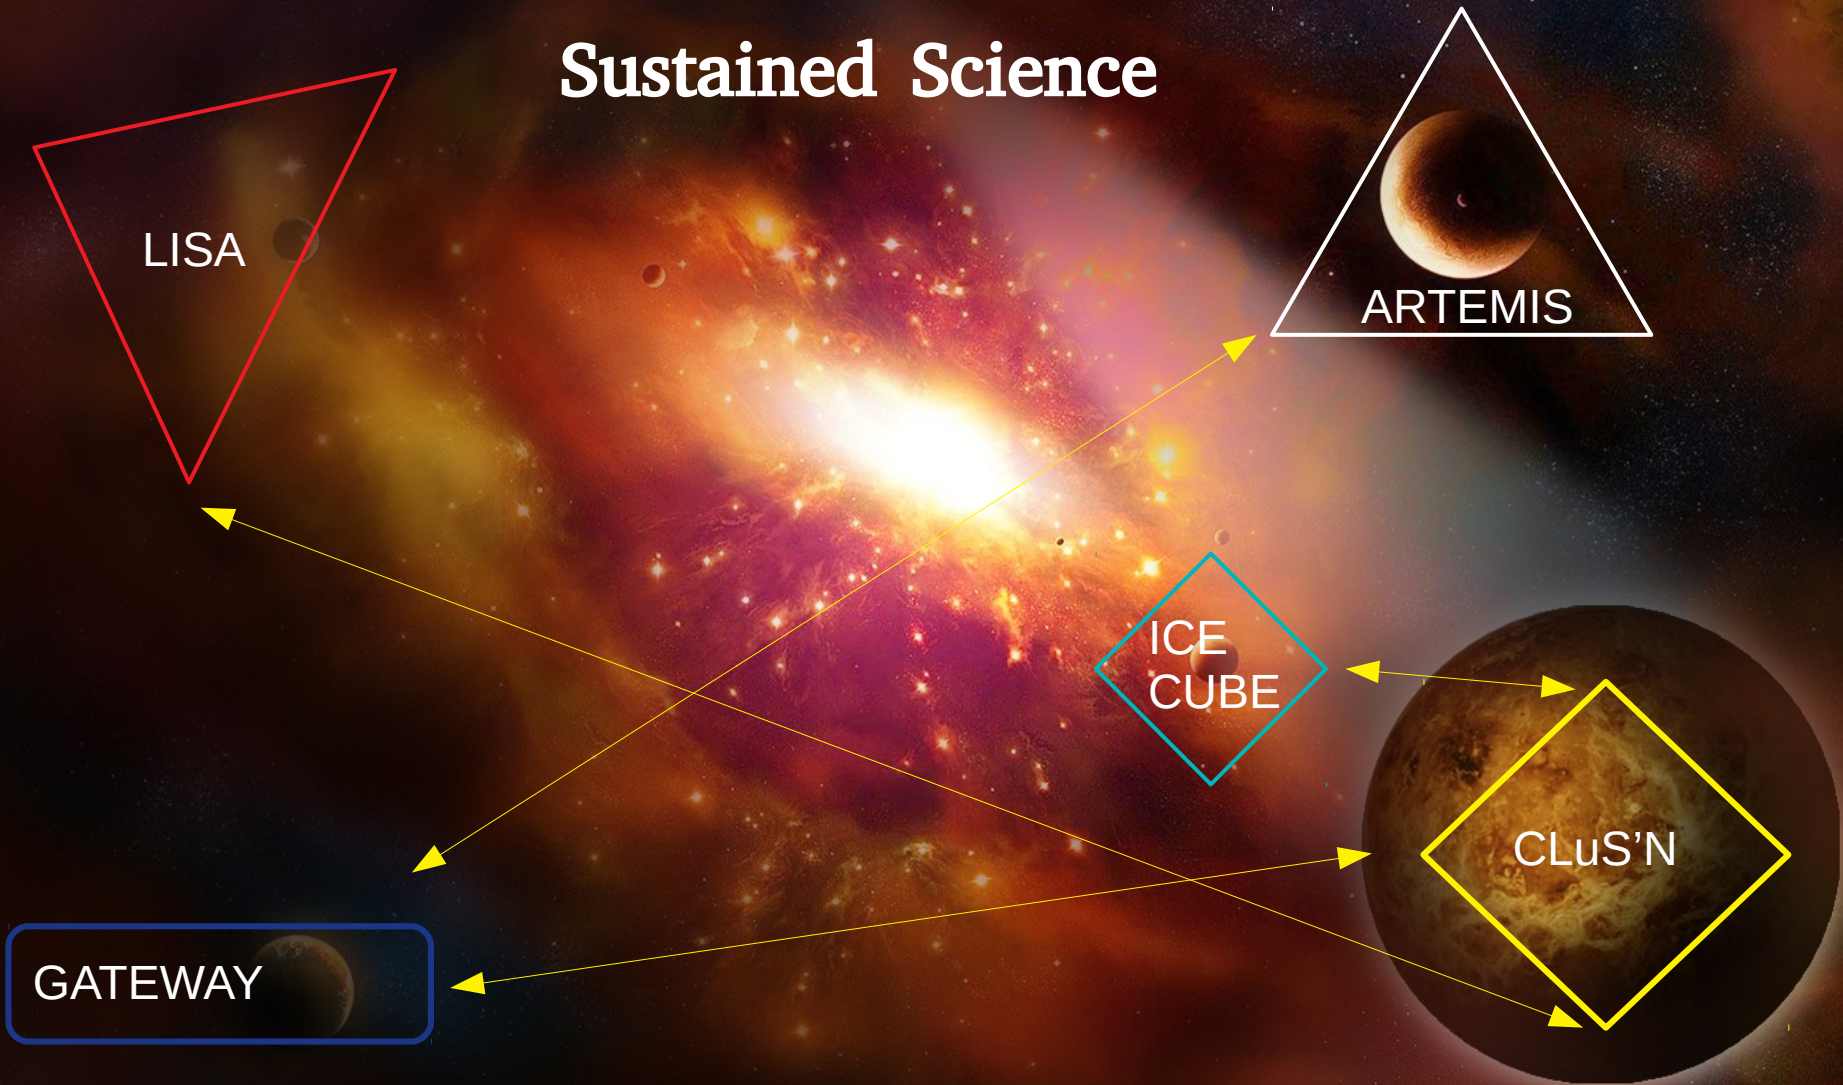 Sustained Science
LISA
ARTEMIS
ICE
CUBE
CLuS’N
GATEWAY